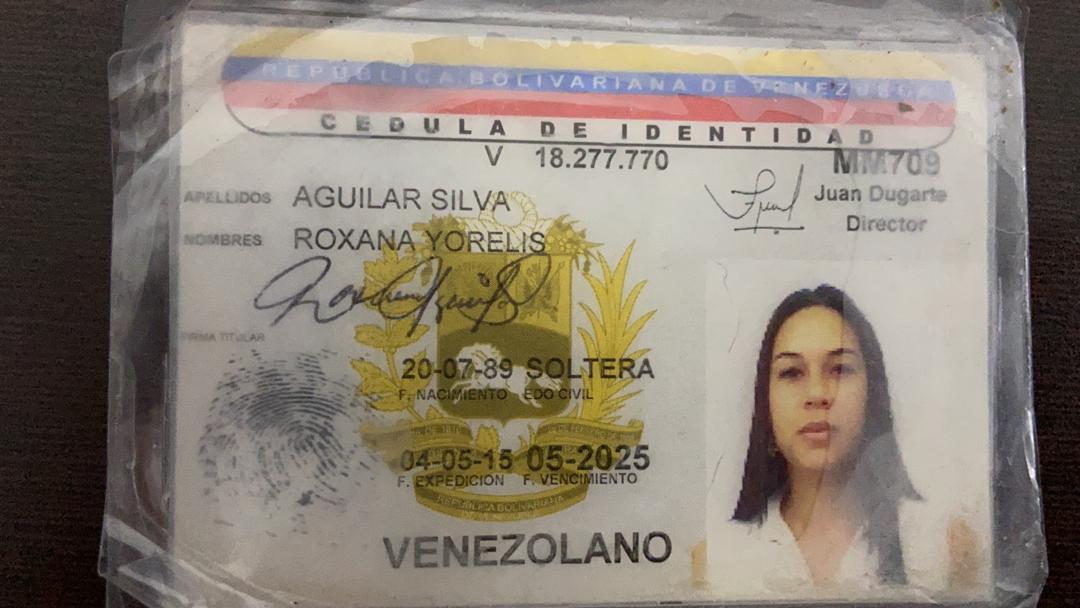 REPUBLICA BOLIVARIANA DE VENEZUELA
CEDULA DE IDENTIDAD
V 18.277.770
MM709
Juan Dugarte
Director
APELLIDOS AGUILAR SILVA
NOMBRES ROXANA YORELIS
FIRMA TITULAR
20-07-89 SOLTERA
F. NACIMIENTO EDO CIVIL
04-05-15 05-2025
F. EXPEDICION F. VENCIMIENTO
REPUBLICA BOLIVARIANA
VENEZOLANO